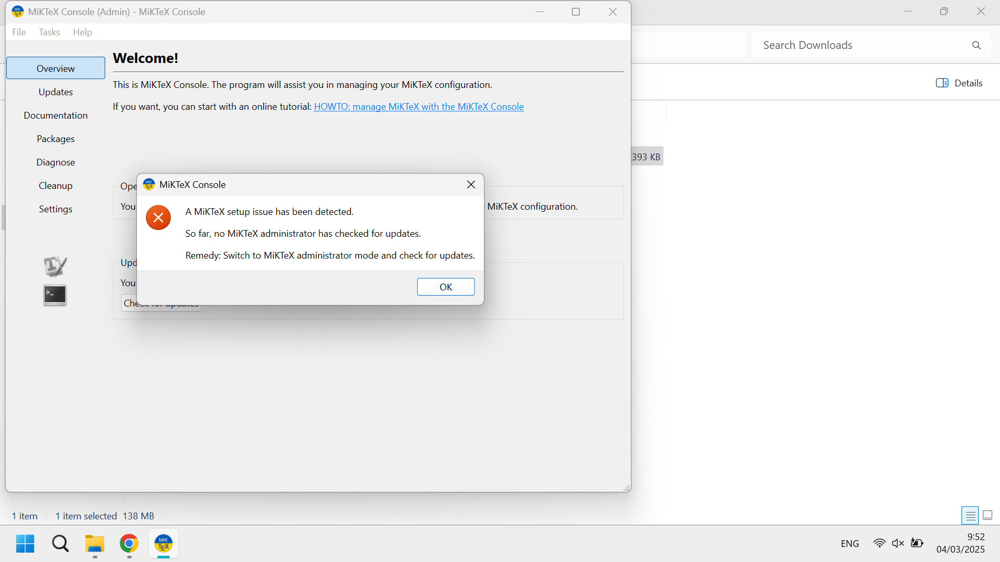 MiKTeX Console (Admin) - MiKTeX Console
File Tasks Help
Search Downloads
Details
Overview
Updates
Documentation
Packages
Diagnose
Cleanup
Settings
Welcome!
This is MiKTeX Console. The program will assist you in managing your MiKTeX configuration.
If you want, you can start with an online tutorial: HOWTO: manage MiKTeX with the MiKTeX Console
393 KB
Ope
You
MiKTeX configuration.
MiKTeX Console
A MiKTeX setup issue has been detected.
So far, no MiKTeX administrator has checked for updates.
Remedy: Switch to MiKTeX administrator mode and check for updates.
OK
Upd
You
Check for updates
1 item 1 item selected 138 MB
ENG
9:52
04/03/2025